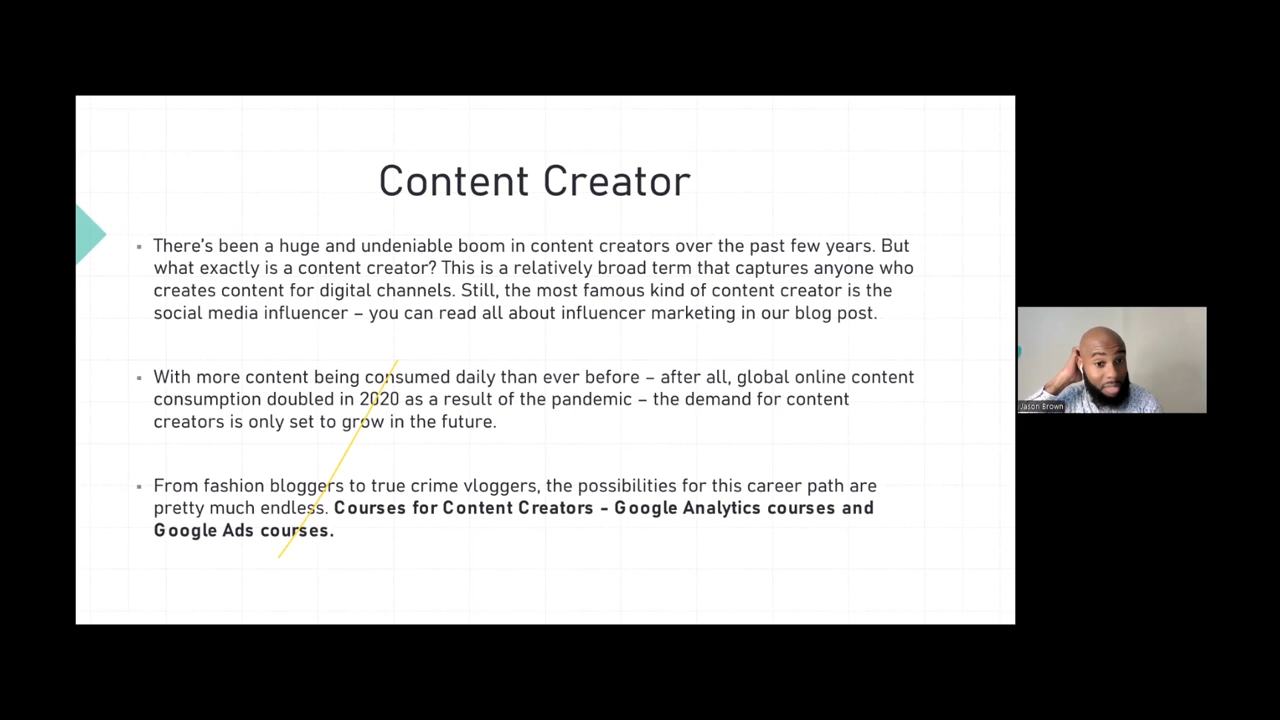 Content Creator
There's been a huge and undeniable boom in content creators over the past few years. But
what exactly is a content creator? This is a relatively broad term that captures anyone who
creates content for digital channels. Still, the most famous kind of content creator is the
social media influencer – you can read all about influencer marketing in our blog post.
With more content being consumed daily than ever before – after all, global online content
consumption doubled in 2020 as a result of the pandemic – the demand for content
creators is only set to grow in the future.
From fashion bloggers to true crime vloggers, the possibilities for this career path are
pretty much endless. Courses for Content Creators - Google Analytics courses and
Google Ads courses.
Jason Brown